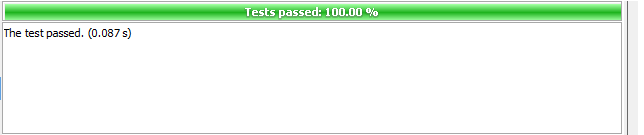 Tests passed: 100.00 %
The test passed. (0.087 s)